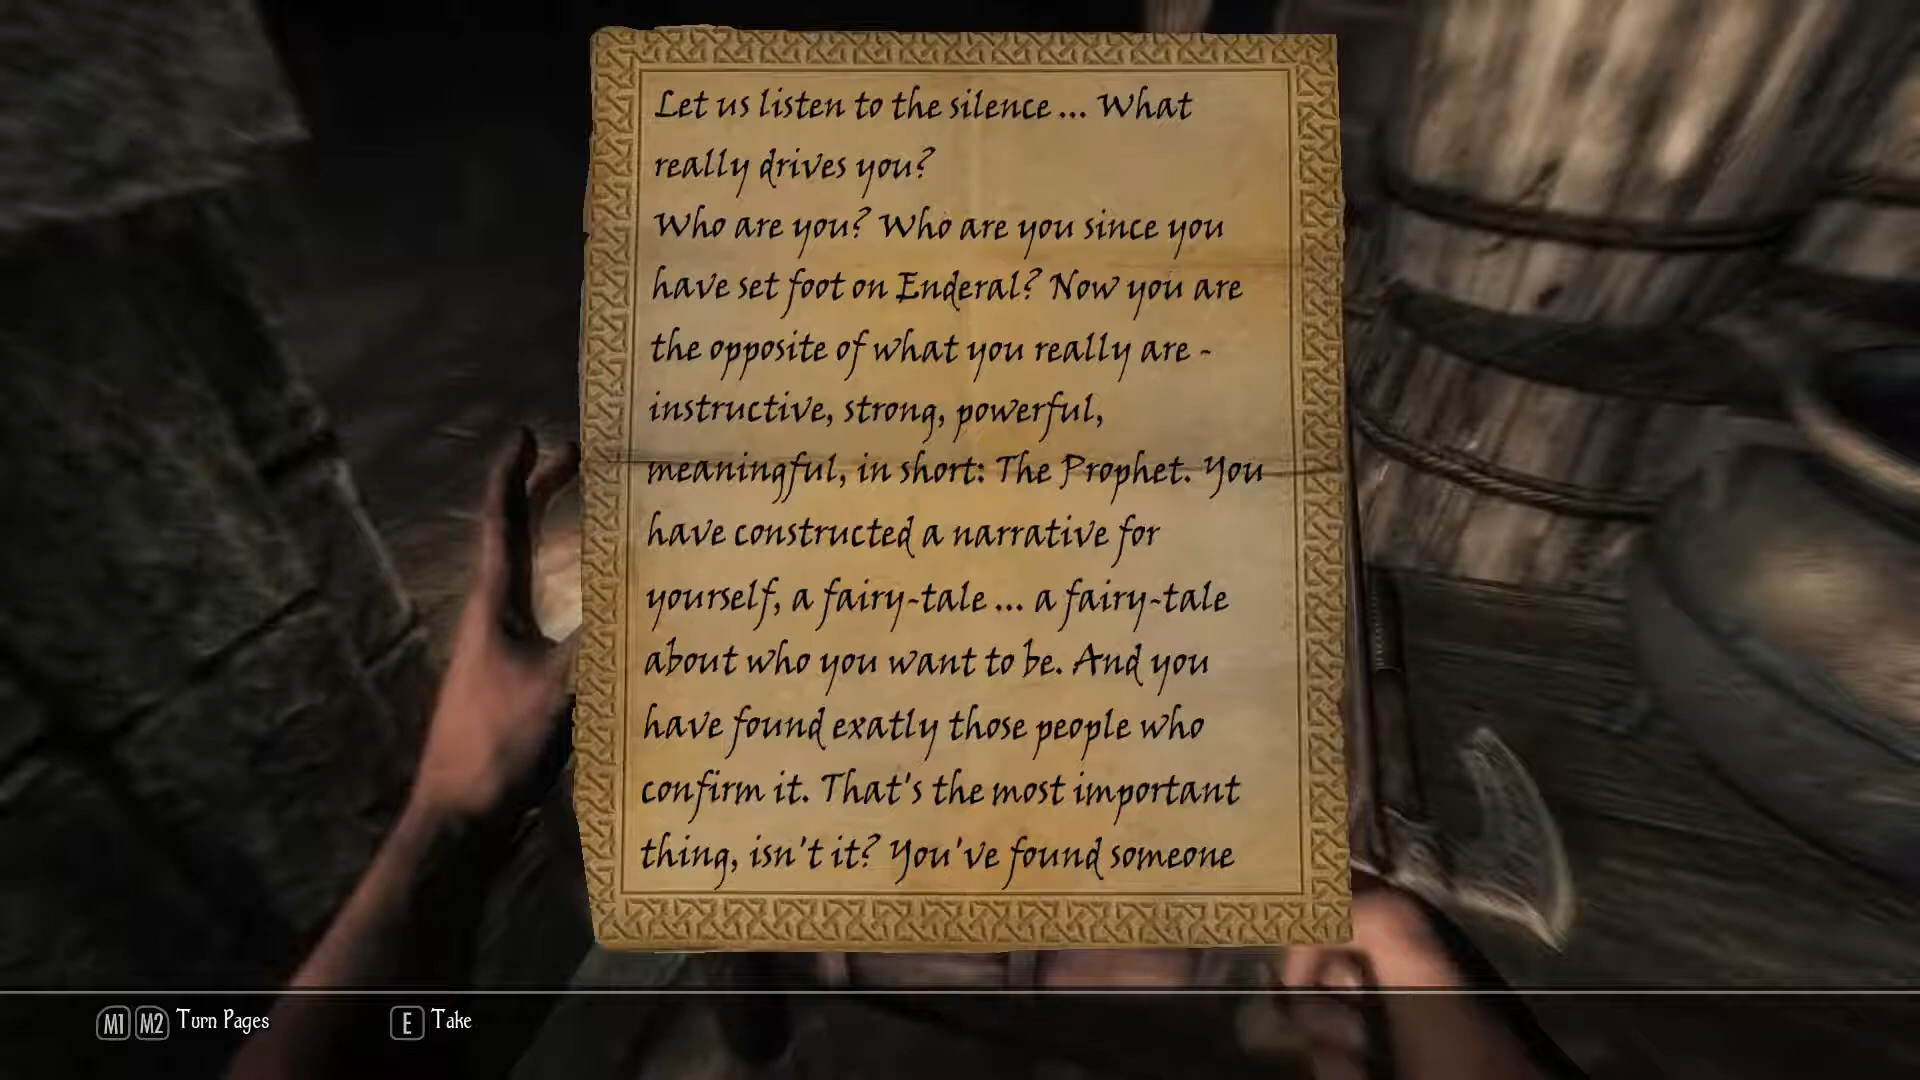 Let us listen to the silence ... What
really drives you?
Who are you? Who are you since you
have set foot on Enderal? Now you are
the opposite of what you really are -
instructive, strong, powerful,
meaningful, in short: The Prophet. You
have constructed a narrative for
yourself, a fairy-tale ... a fairy-tale
about who you want to be. And you
have found exatly those people who
confirm it. That's the most important
thing, isn't it? You've found someone
M1 M2 Turn Pages
E Take